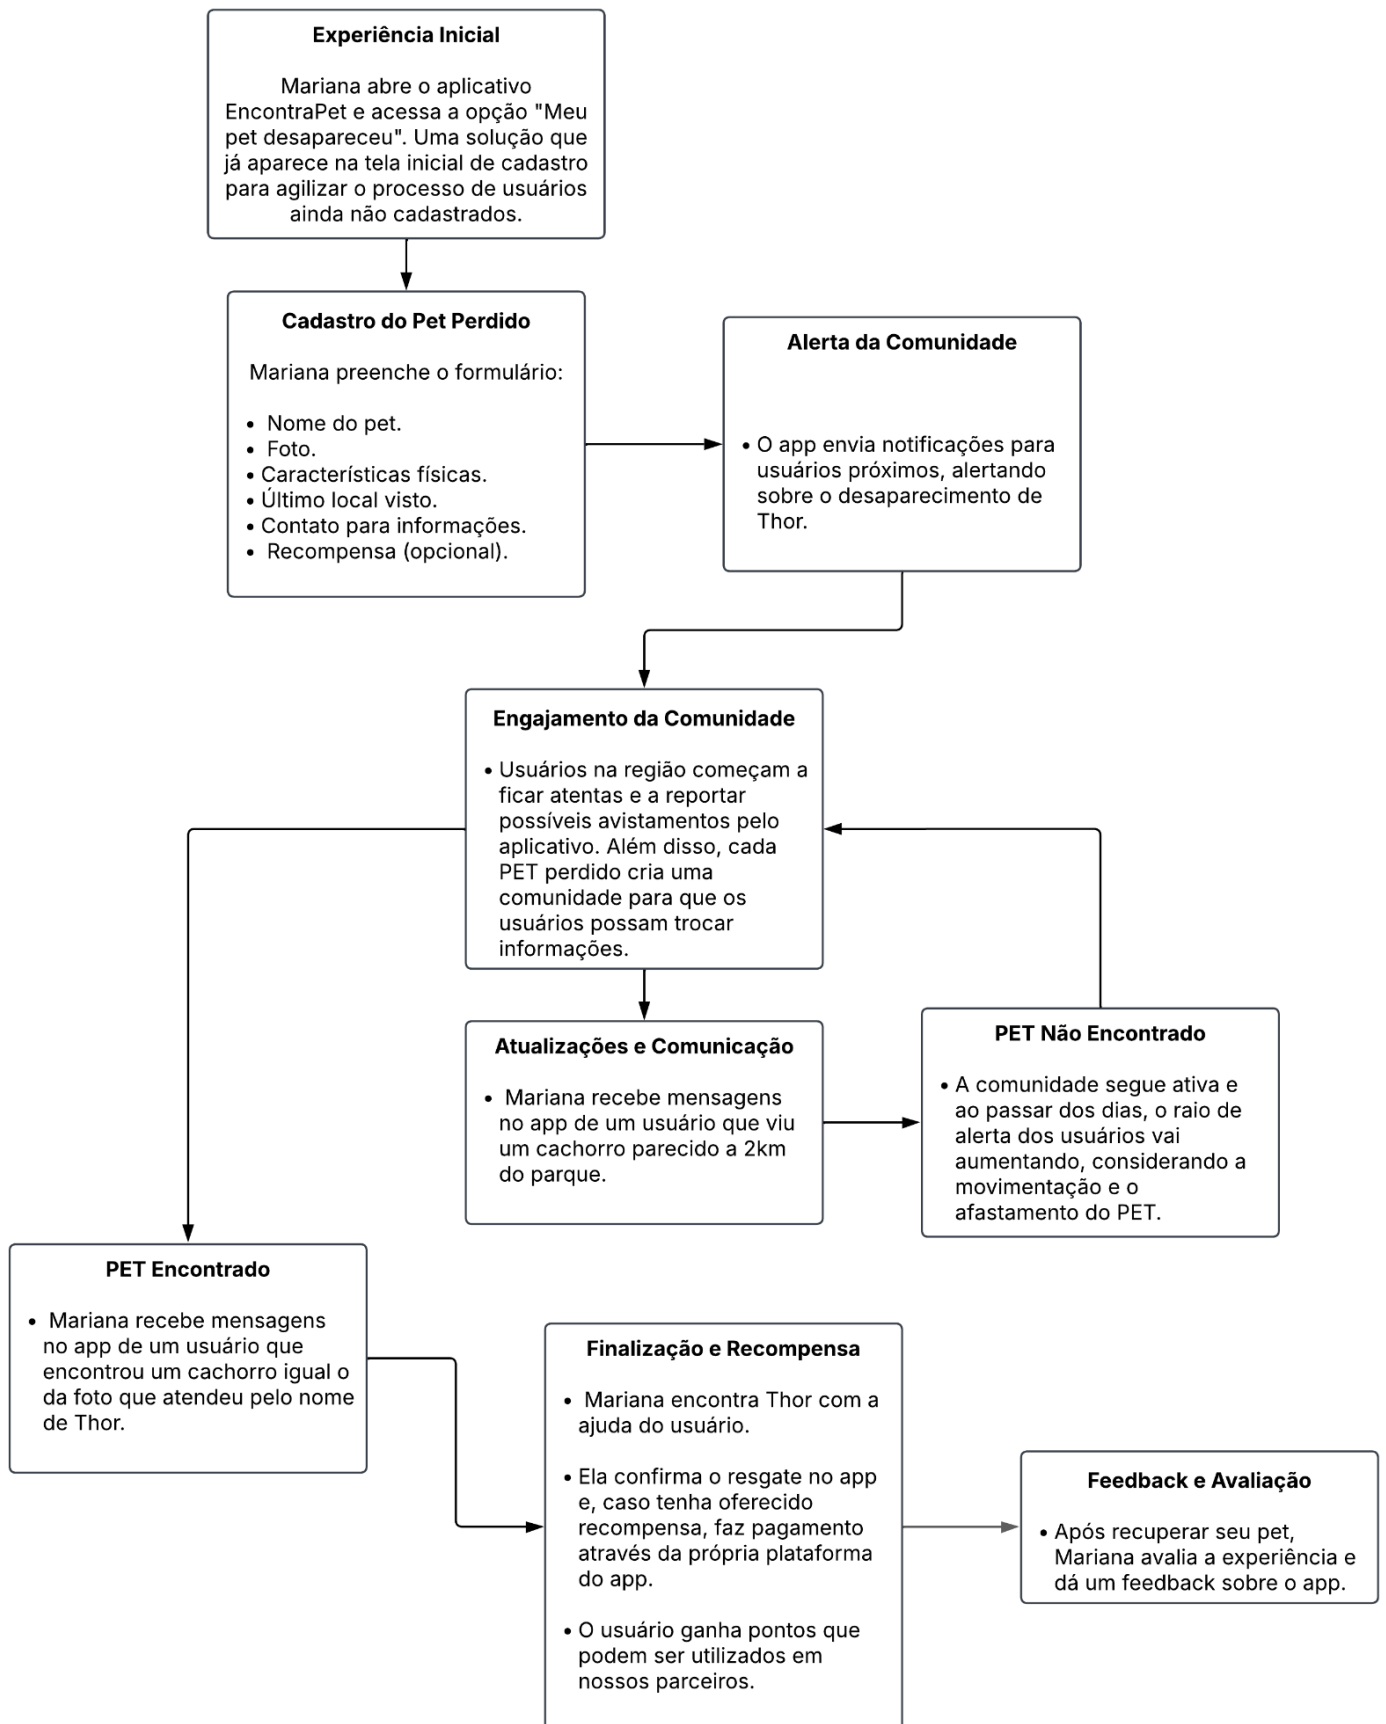 Experiência Inicial
Mariana abre o aplicativo
EncontraPet e acessa a opção "Meu
pet desapareceu". Uma solução que
já aparece na tela inicial de cadastro
para agilizar o processo de usuários
ainda não cadastrados.
Cadastro do Pet Perdido
Mariana preenche o formulário:
• Nome do pet.
• Foto.
• Características físicas.
• Último local visto.
• Contato para informações.
• Recompensa (opcional).
Alerta da Comunidade
• O app envia notificações para
usuários próximos, alertando
sobre o desaparecimento de
Thor.
Engajamento da Comunidade
• Usuários na região começam a
ficar atentas e a reportar
possíveis avistamentos pelo
aplicativo. Além disso, cada
PET perdido cria uma
comunidade para que os
usuários possam trocar
informações.
Atualizações e Comunicação
• Mariana recebe mensagens
no app de um usuário que viu
um cachorro parecido a 2km
do parque.
PET Não Encontrado
• A comunidade segue ativa e
ao passar dos dias, o raio de
alerta dos usuários vai
aumentando, considerando a
movimentação e o
afastamento do PET.
PET Encontrado
• Mariana recebe mensagens
no app de um usuário que
encontrou um cachorro igual o
da foto que atendeu pelo nome
de Thor.
Finalização e Recompensa
• Mariana encontra Thor com a
ajuda do usuário.
• Ela confirma o resgate no app
e, caso tenha oferecido
recompensa, faz pagamento
através da própria plataforma
do app.
• O usuário ganha pontos que
podem ser utilizados em
nossos parceiros.
Feedback e Avaliação
• Após recuperar seu pet,
Mariana avalia a experiência e
dá um feedback sobre o app.